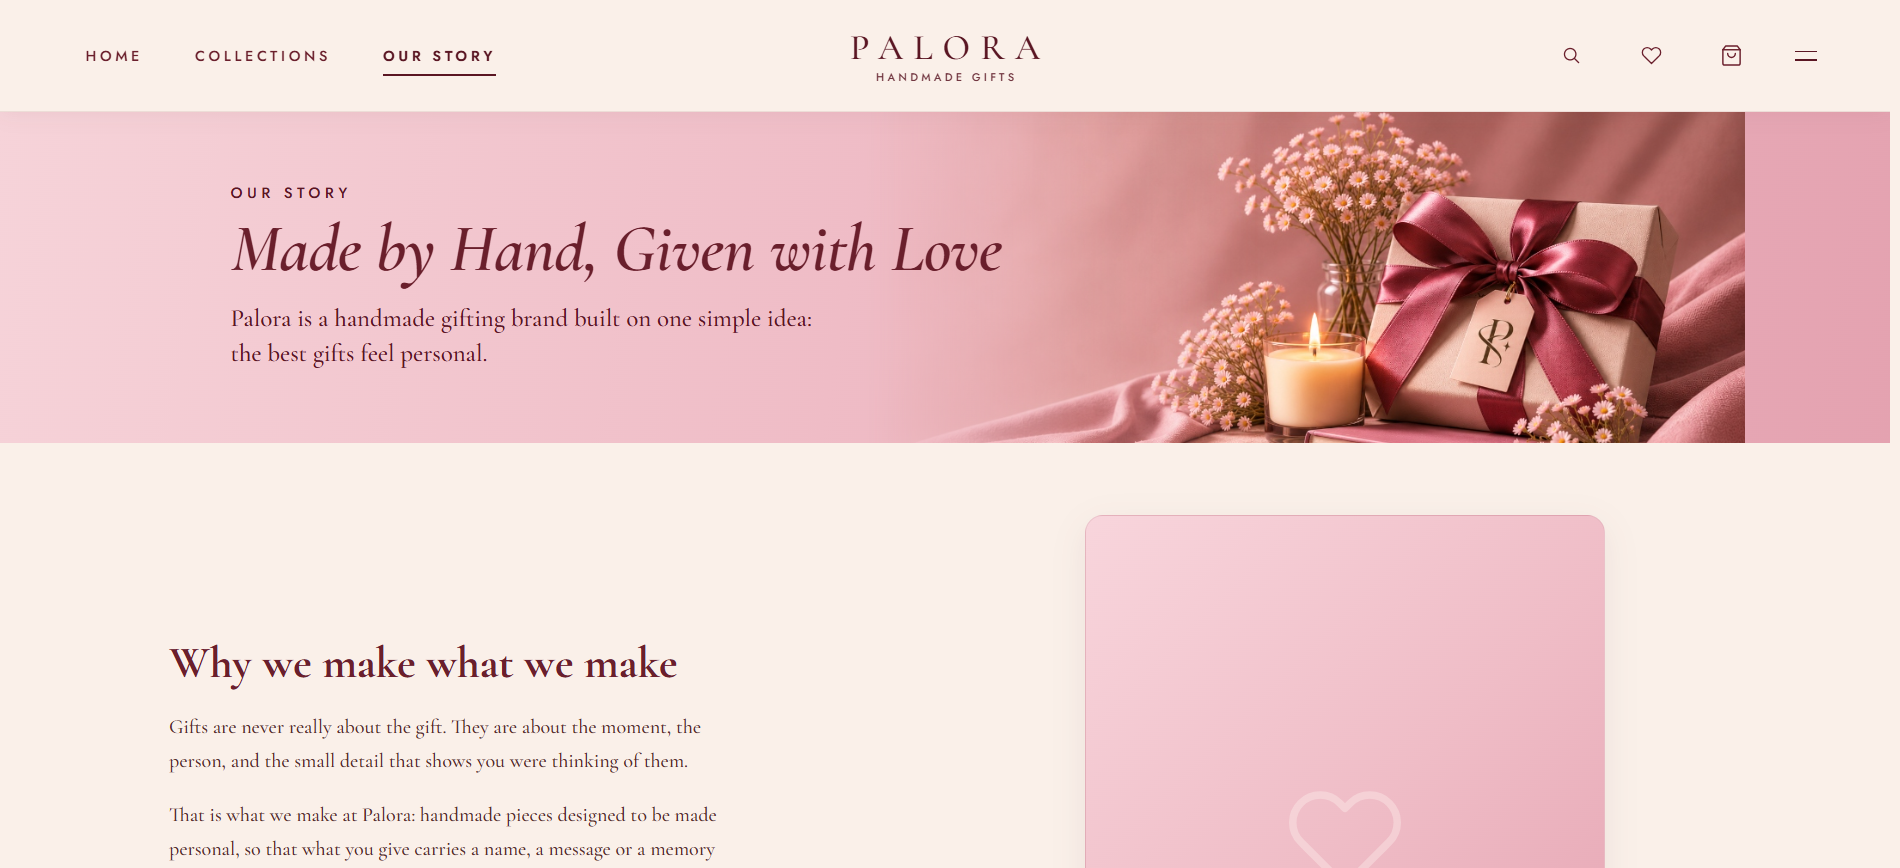 HOME
COLLECTIONS
OUR STORY
PALORA
HANDMADE GIFTS
OUR STORY
Made by Hand, Given with Love
Palora is a handmade gifting brand built on one simple idea:
the best gifts feel personal.
Why we make what we make
Gifts are never really about the gift. They are about the moment, the
person, and the small detail that shows you were thinking of them.
That is what we make at Palora: handmade pieces designed to be made
personal, so that what you give carries a name, a message or a memory